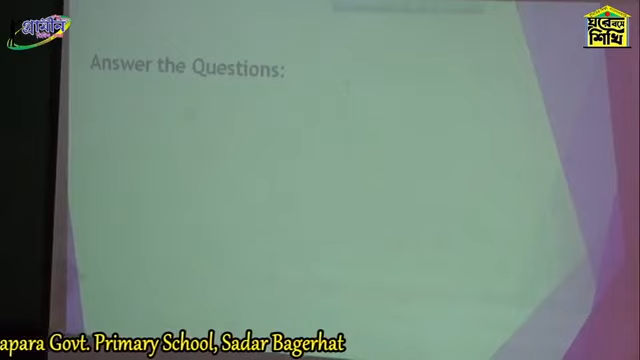 গ্রামীন
ঘরে বসে
শিখি
Answer the Questions:
apara Govt. Primary School, Sadar Bagerhat